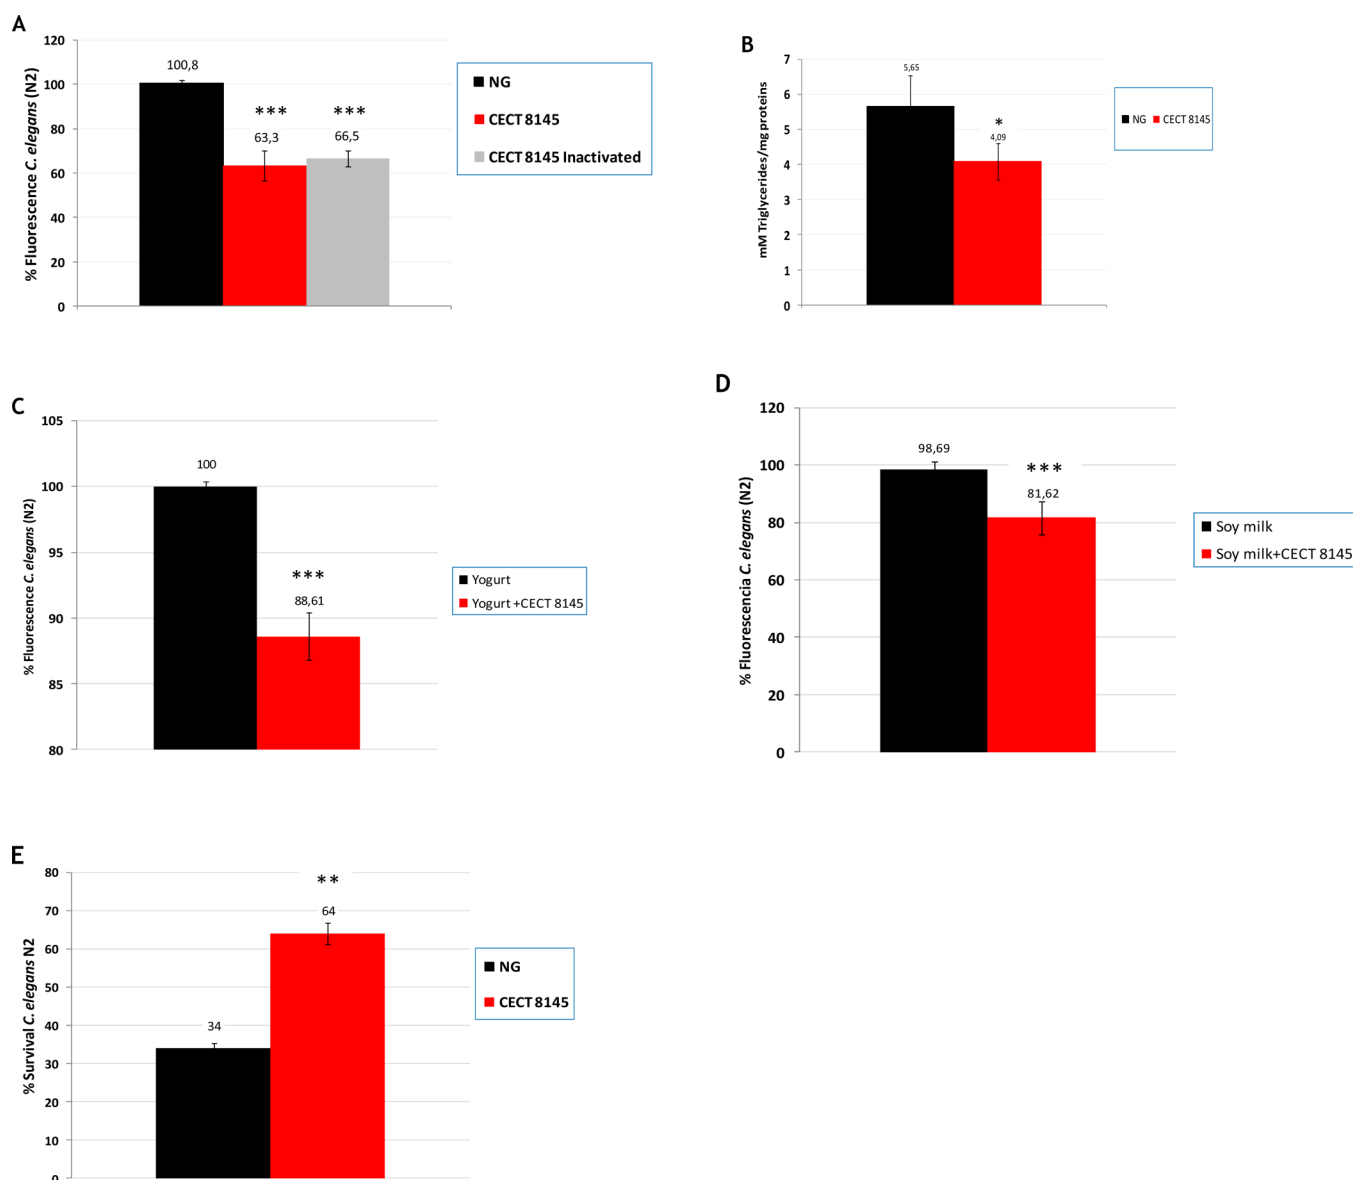 A
% Fluorescence C. elegans (N2)
120
100
80
60
40
20
0
100,8
***
63,3
***
66,5
NG
CECT 8145
CECT 8145 Inactivated
B
mM Triglycerides/mg proteins
7
6
5
4
3
2
1
0
5,65
*
4,09
NG CECT 8145
C
% Fluorescence C. elegans (N2)
105
100
95
90
85
80
100
***
88,61
Yogurt
Yogurt +CECT 8145
D
% Fluorescencia C. elegans (N2)
120
100
80
60
40
20
0
98,69
***
81,62
Soy milk
Soy milk+CECT 8145
E
% Survival C. elegans N2
80
70
60
50
40
30
20
10
0
34
**
64
NG
CECT 8145